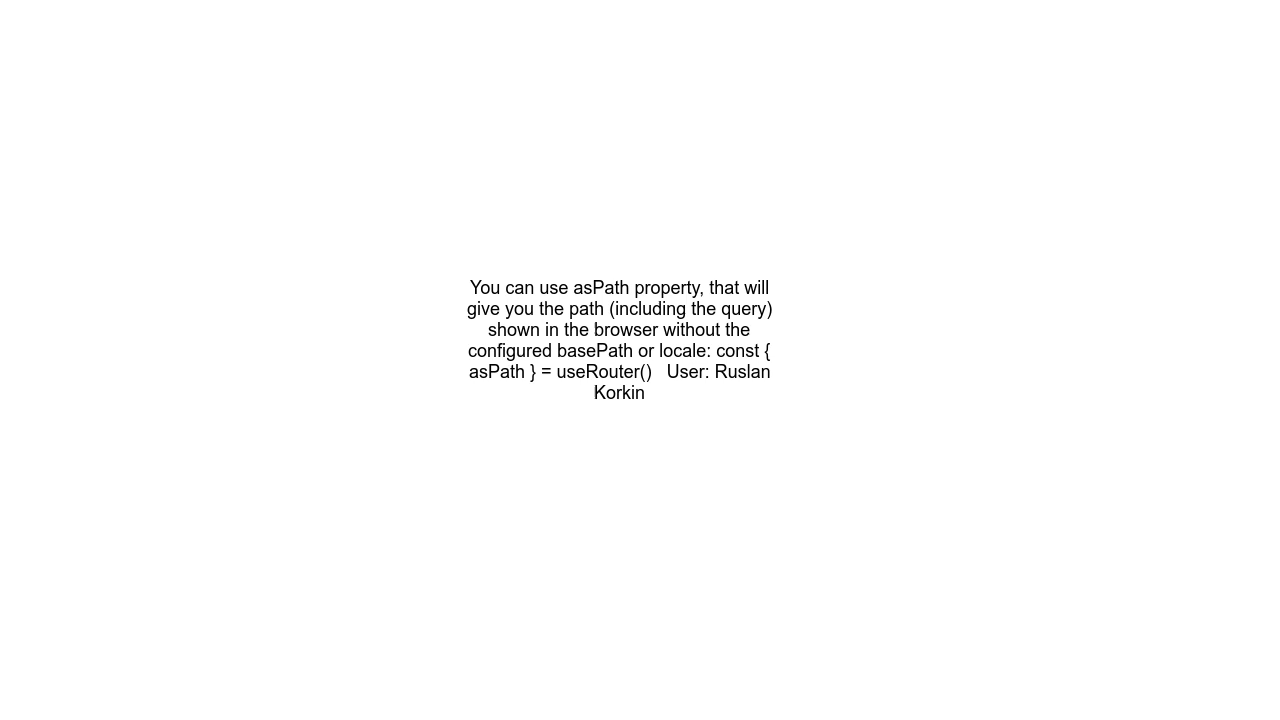 You can use asPath property, that will
give you the path (including the query)
shown in the browser without the
configured basePath or locale: const {
asPath } = useRouter()   User: Ruslan
Korkin